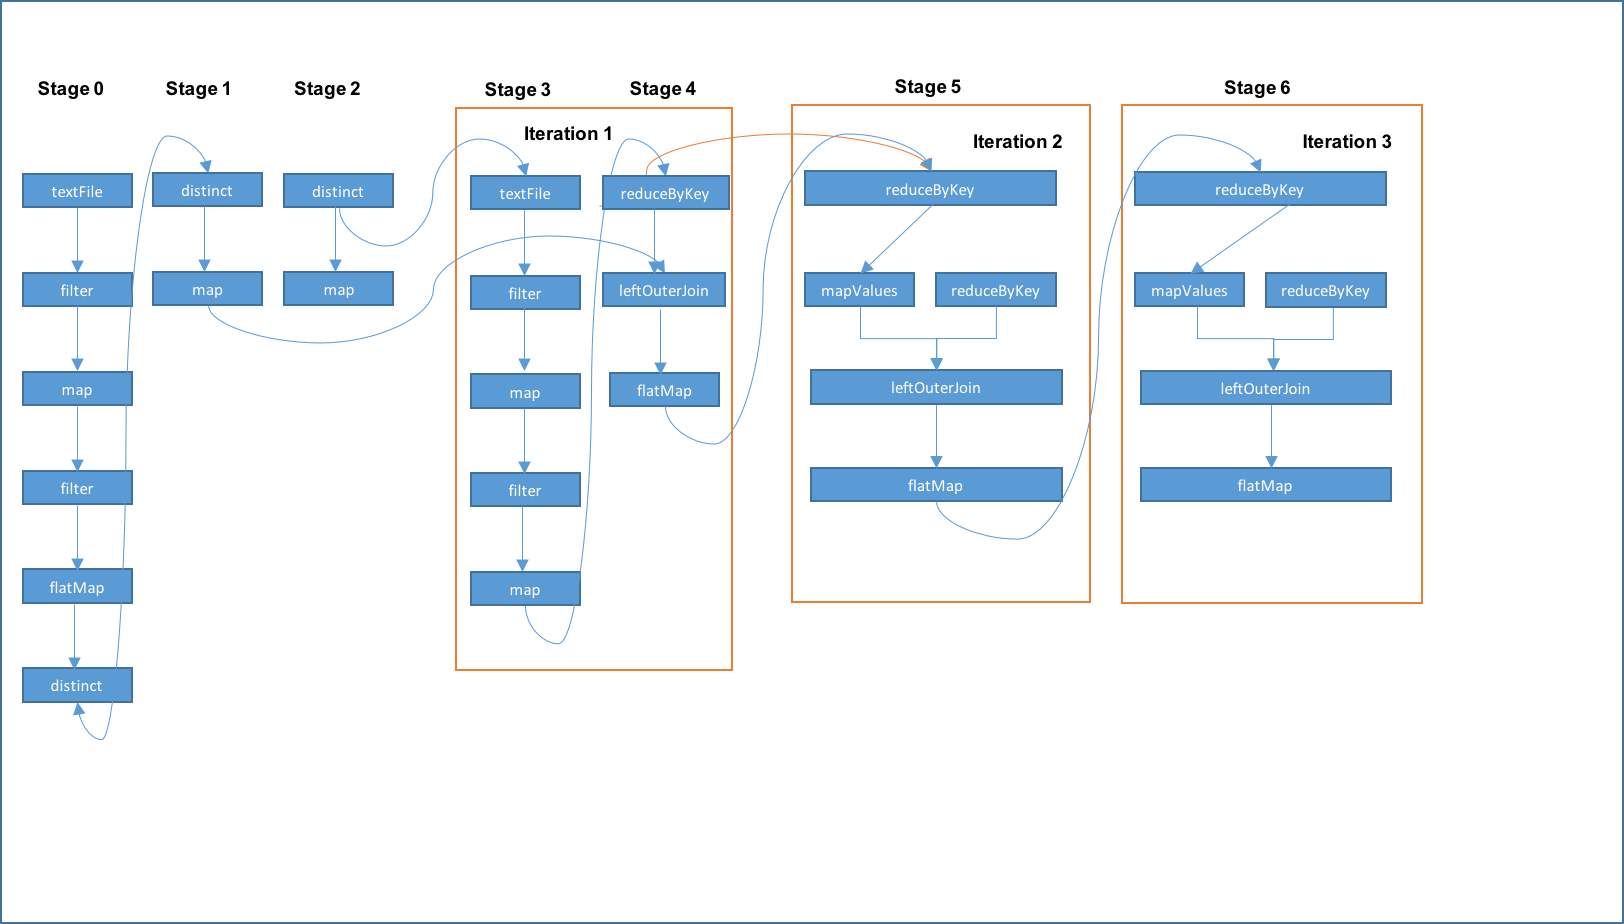 Stage 0
Stage 1
Stage 2
Stage 3
Stage 4
Stage 5
Stage 6
textFile
filter
map
filter
flatMap
distinct
distinct
map
distinct
map
Iteration 1
textFile
filter
map
filter
map
reduceByKey
leftOuterJoin
flatMap
Iteration 2
reduceByKey
mapValues
reduceByKey
leftOuterJoin
flatMap
Iteration 3
reduceByKey
mapValues
reduceByKey
leftOuterJoin
flatMap